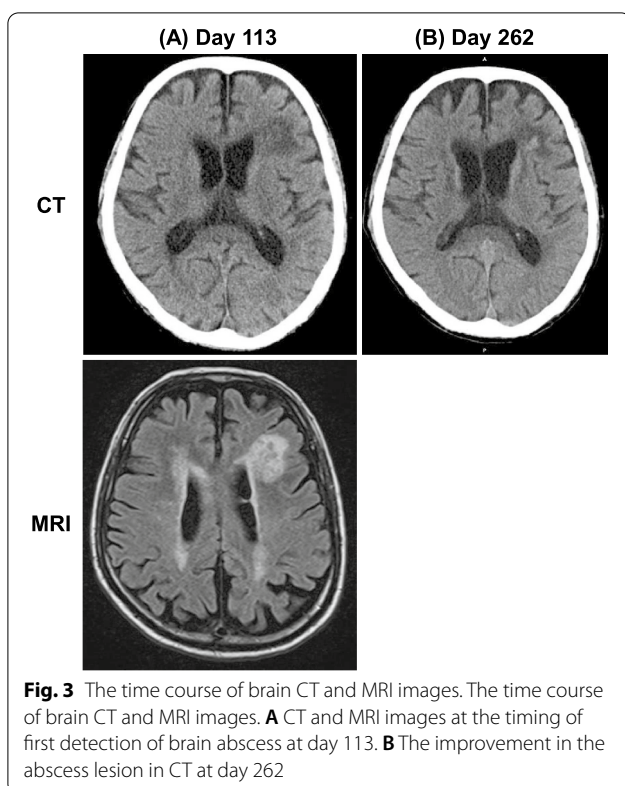 (A) Day 113
(B) Day 262
A
CT
P
MRI
Fig. 3 The time course of brain CT and MRI images. The time course
of brain CT and MRI images. A CT and MRI images at the timing of
first detection of brain abscess at day 113. B The improvement in the
abscess lesion in CT at day 262